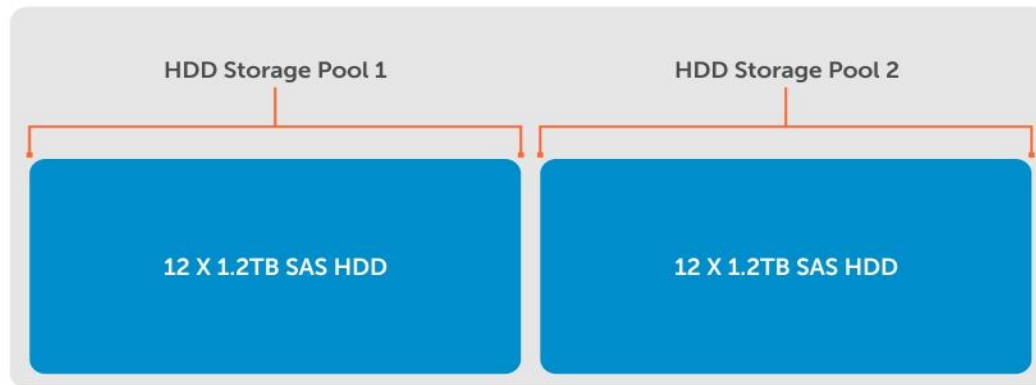 HDD Storage Pool 1
HDD Storage Pool 2
12 X 1.2TB SAS HDD
12 X 1.2TB SAS HDD